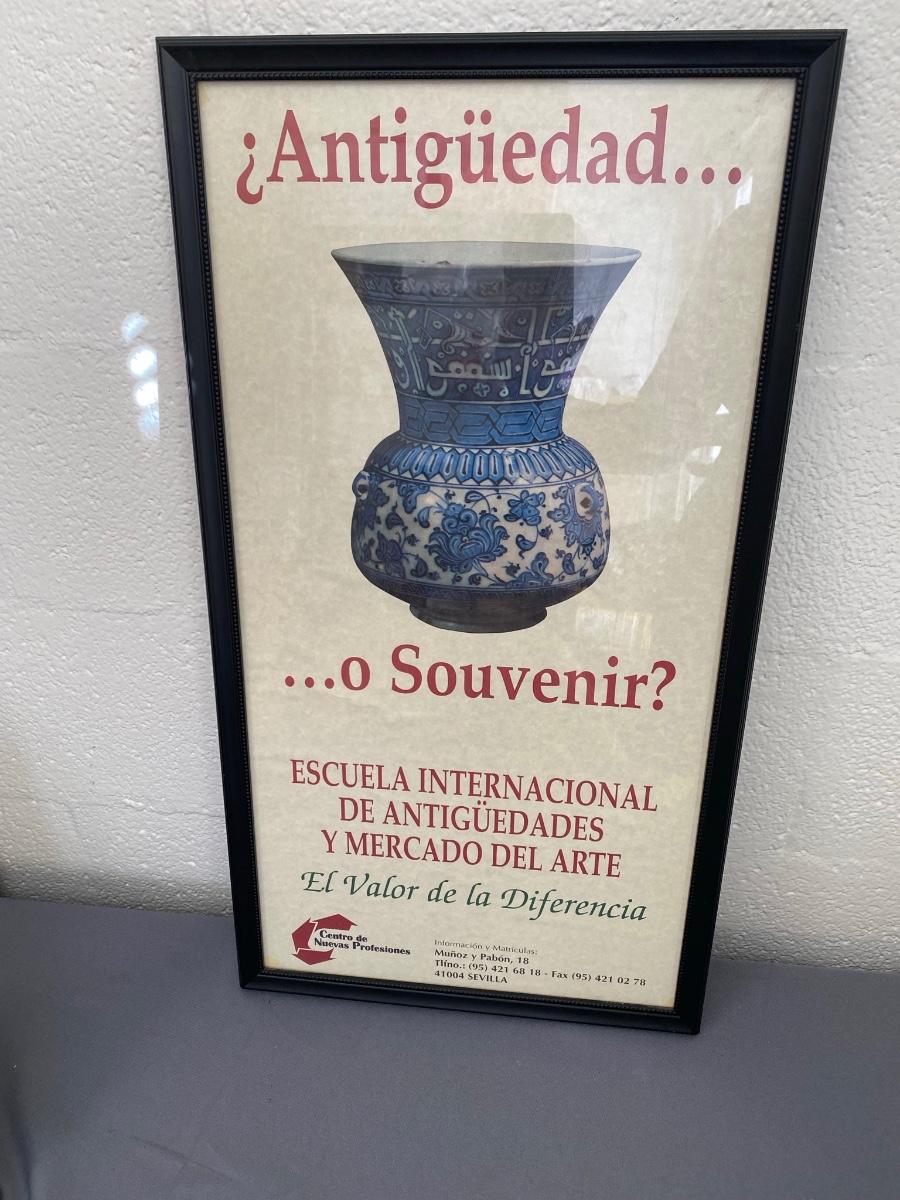 ¿Antigüedad...
...o Souvenir?
ESCUELA INTERNACIONAL
DE ANTIGÜEDADES
Y MERCADO DEL ARTE
El Valor de la Diferencia
Centro de
Nuevas Profesiones
Información y Matrículas:
Muñoz y Pabón, 18
Tlfno.: (95) 421 68 18 - Fax (95) 421 02 78
41004 SEVILLA